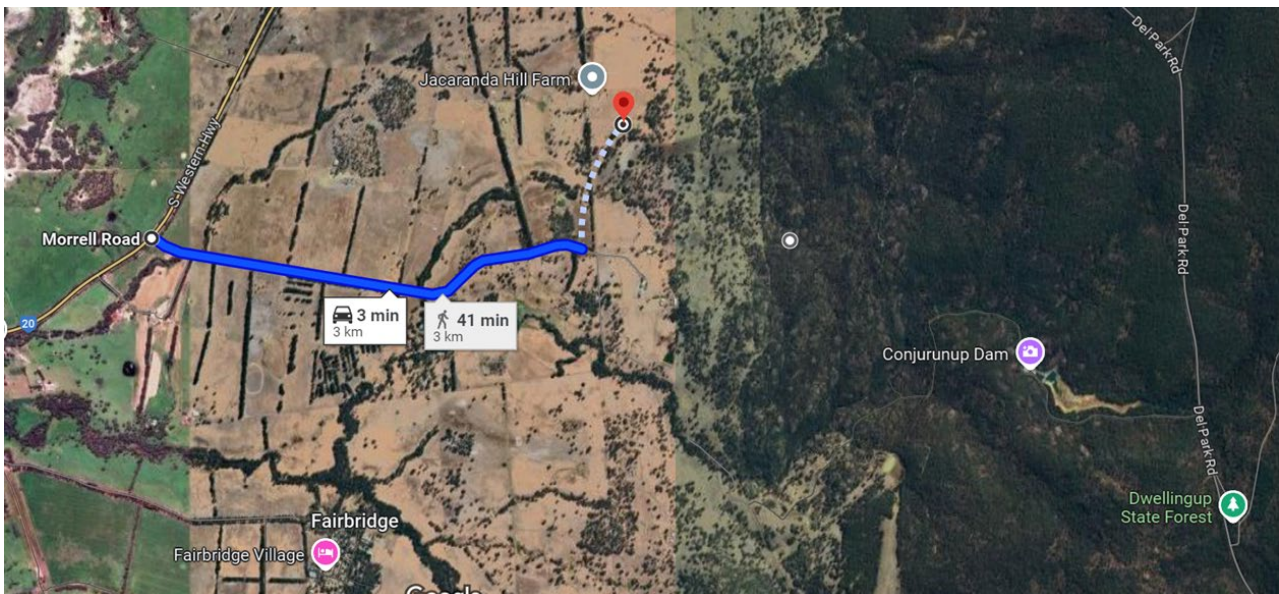 Del Park Rd
Jacaranda Hill Farm
S Western Hwy
Del Park Rd
Morrell Road
3 min
3 km
41 min
3 km
20
Conjurunup Dam
Del Park Rd
Dwellingup
State Forest
Fairbridge
Fairbridge Village
Google